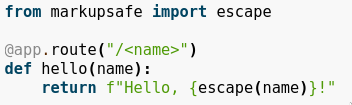 from markupsafe import escape
@app.route("/<name>")
def hello(name):
    return f"Hello, {escape(name)}!"